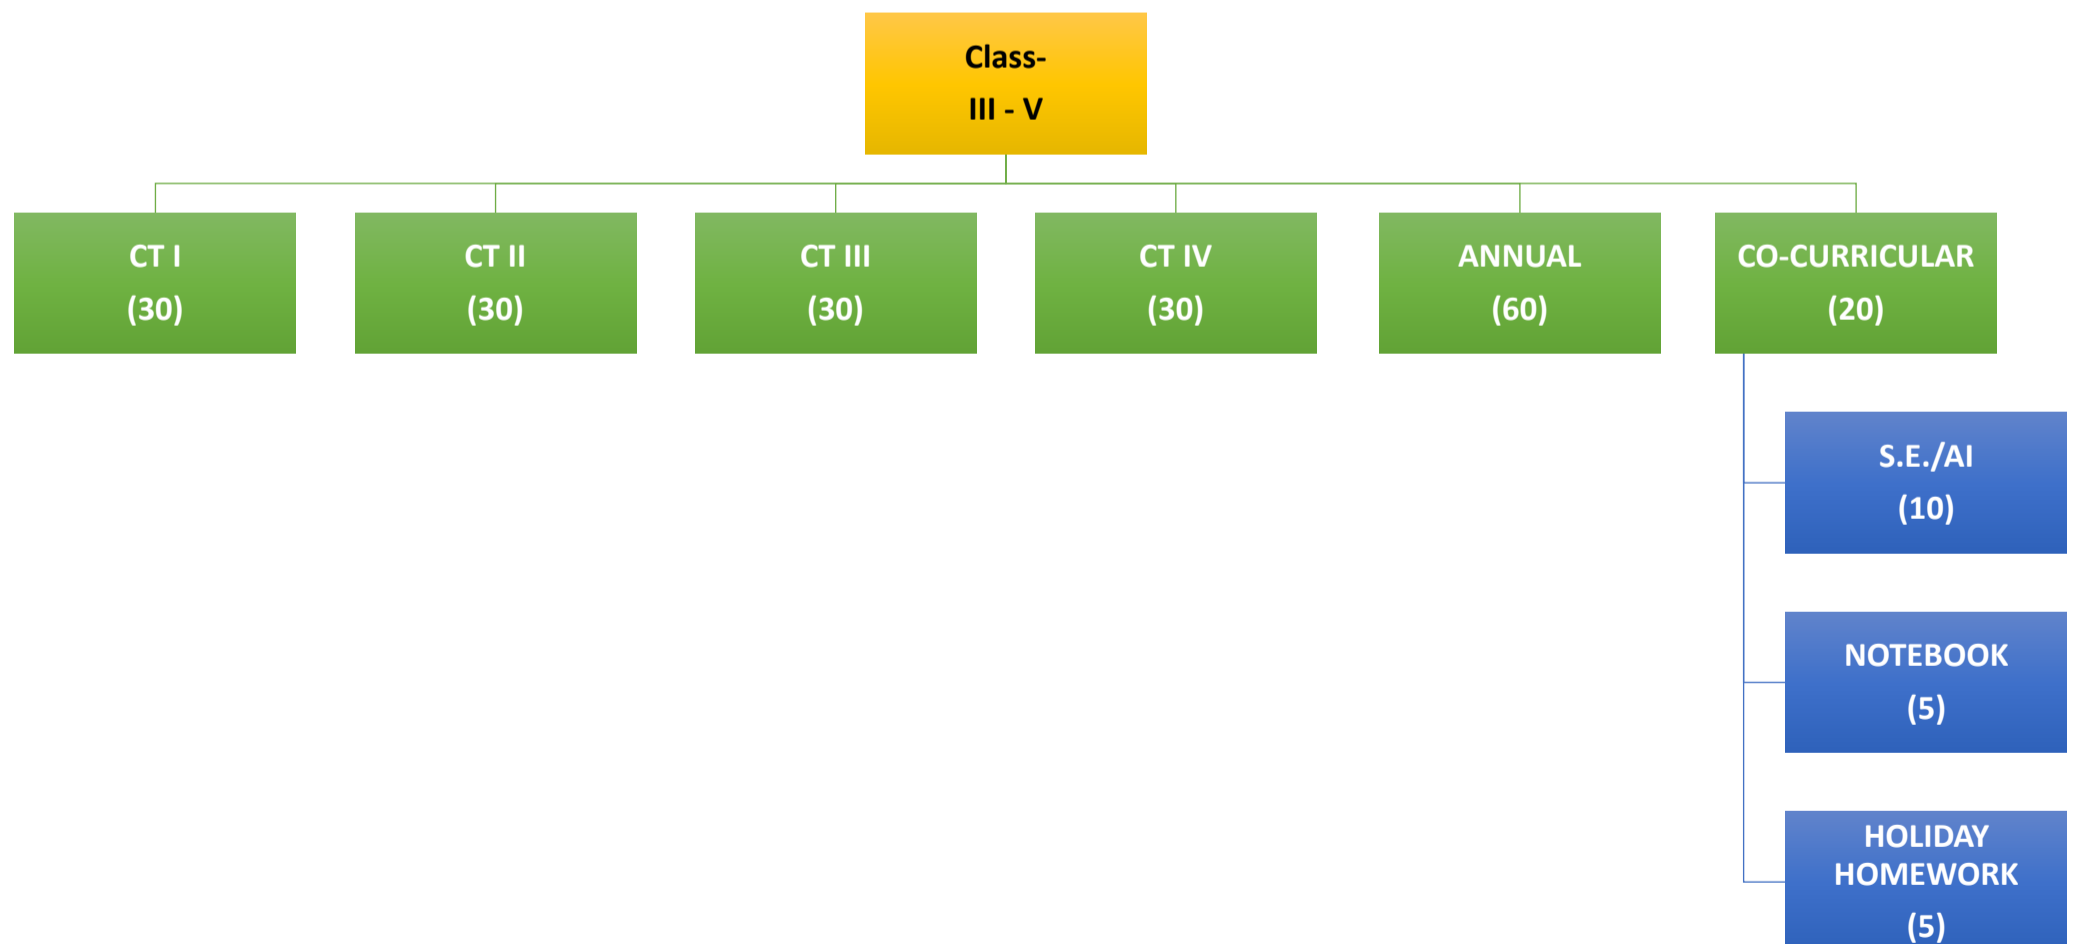 Class-
III - V
CT I
(30)
CT II
(30)
CT III
(30)
CT IV
(30)
ANNUAL
(60)
CO-CURRICULAR
(20)
S.E./AI
(10)
NOTEBOOK
(5)
HOLIDAY
HOMEWORK
(5)